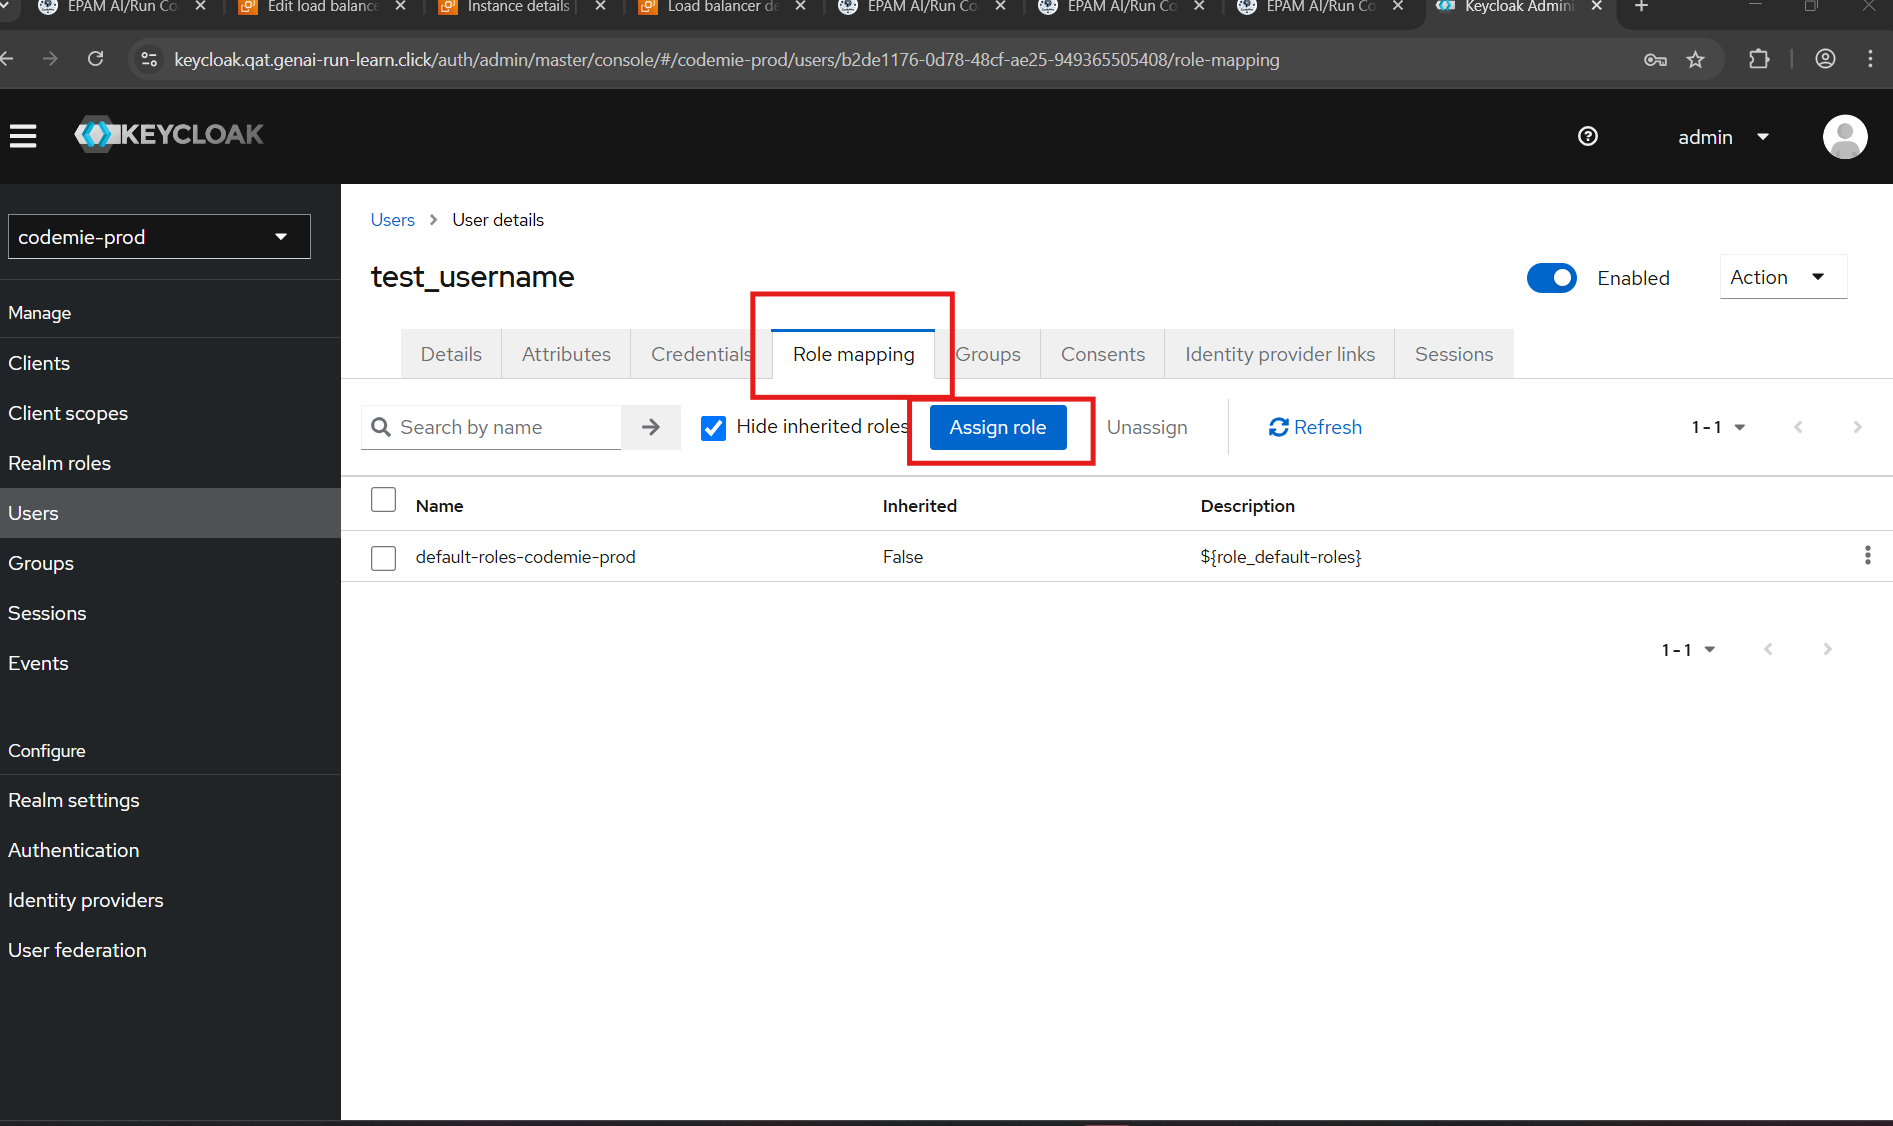 EPAM AI/Run Co
Edit load balance
Instance details
Load balancer de
EPAM AI/Run Co
EPAM AI/Run Co
EPAM AI/Run Co
Keycloak Admini
keycloak.qat.genai-run-learn.click/auth/admin/master/console/#/codemie-prod/users/b2de1176-0d78-48cf-ae25-949365505408/role-mapping
KEYCLOAK
admin
codemie-prod
Manage
Clients
Client scopes
Realm roles
Users
Groups
Sessions
Events
Configure
Realm settings
Authentication
Identity providers
User federation
Users > User details
test_username
Enabled
Action
Details Attributes Credentials Role mapping Groups Consents Identity provider links Sessions
Search by name Hide inherited roles Assign role Unassign Refresh 1 - 1
Name Inherited Description
default-roles-codemie-prod False ${role_default-roles}
1 - 1